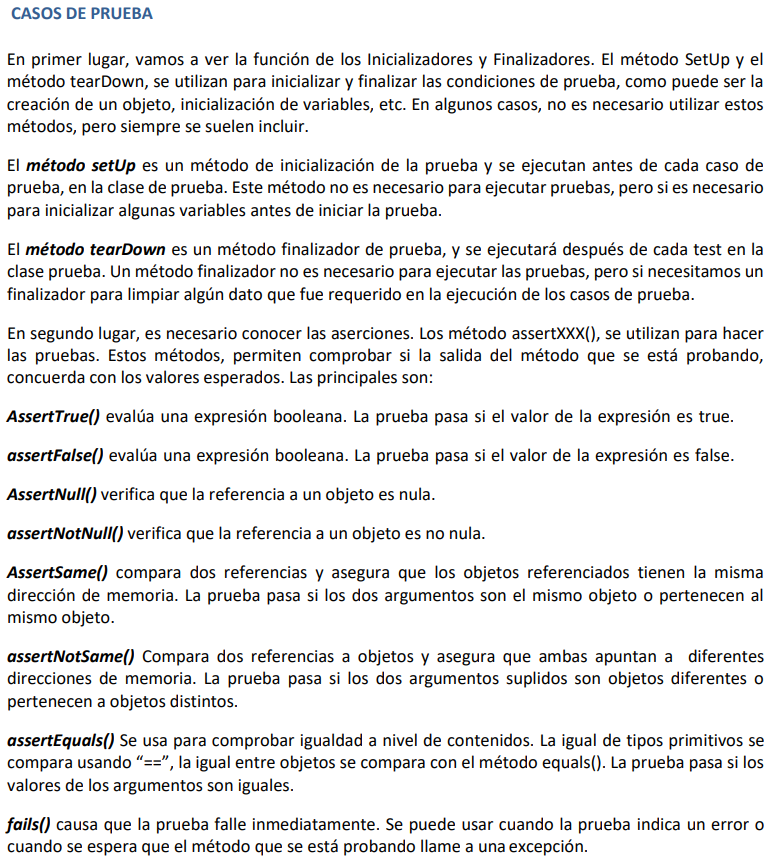 CASOS DE PRUEBA
En primer lugar, vamos a ver la función de los Inicializadores y Finalizadores. El método SetUp y el
método tearDown, se utilizan para inicializar y finalizar las condiciones de prueba, como puede ser la
creación de un objeto, inicialización de variables, etc. En algunos casos, no es necesario utilizar estos
métodos, pero siempre se suelen incluir.
El método setUp es un método de inicialización de la prueba y se ejecutan antes de cada caso de
prueba, en la clase de prueba. Este método no es necesario para ejecutar pruebas, pero si es necesario
para inicializar algunas variables antes de iniciar la prueba.
El método tearDown es un método finalizador de prueba, y se ejecutará después de cada test en la
clase prueba. Un método finalizador no es necesario para ejecutar las pruebas, pero si necesitamos un
finalizador para limpiar algún dato que fue requerido en la ejecución de los casos de prueba.
En segundo lugar, es necesario conocer las aserciones. Los método assertXXX(), se utilizan para hacer
las pruebas. Estos métodos, permiten comprobar si la salida del método que se está probando,
concuerda con los valores esperados. Las principales son:
AssertTrue() evalúa una expresión booleana. La prueba pasa si el valor de la expresión es true.
assertFalse() evalúa una expresión booleana. La prueba pasa si el valor de la expresión es false.
AssertNull() verifica que la referencia a un objeto es nula.
assertNotNull() verifica que la referencia a un objeto es no nula.
AssertSame() compara dos referencias y asegura que los objetos referenciados tienen la misma
dirección de memoria. La prueba pasa si los dos argumentos son el mismo objeto o pertenecen al
mismo objeto.
assertNotSame() Compara dos referencias a objetos y asegura que ambas apuntan a diferentes
direcciones de memoria. La prueba pasa si los dos argumentos suplidos son objetos diferentes o
pertenecen a objetos distintos.
assertEquals() Se usa para comprobar igualdad a nivel de contenidos. La igual de tipos primitivos se
compara usando “==”, la igual entre objetos se compara con el método equals(). La prueba pasa si los
valores de los argumentos son iguales.
fails() causa que la prueba falle inmediatamente. Se puede usar cuando la prueba indica un error o
cuando se espera que el método que se está probando llame a una excepción.